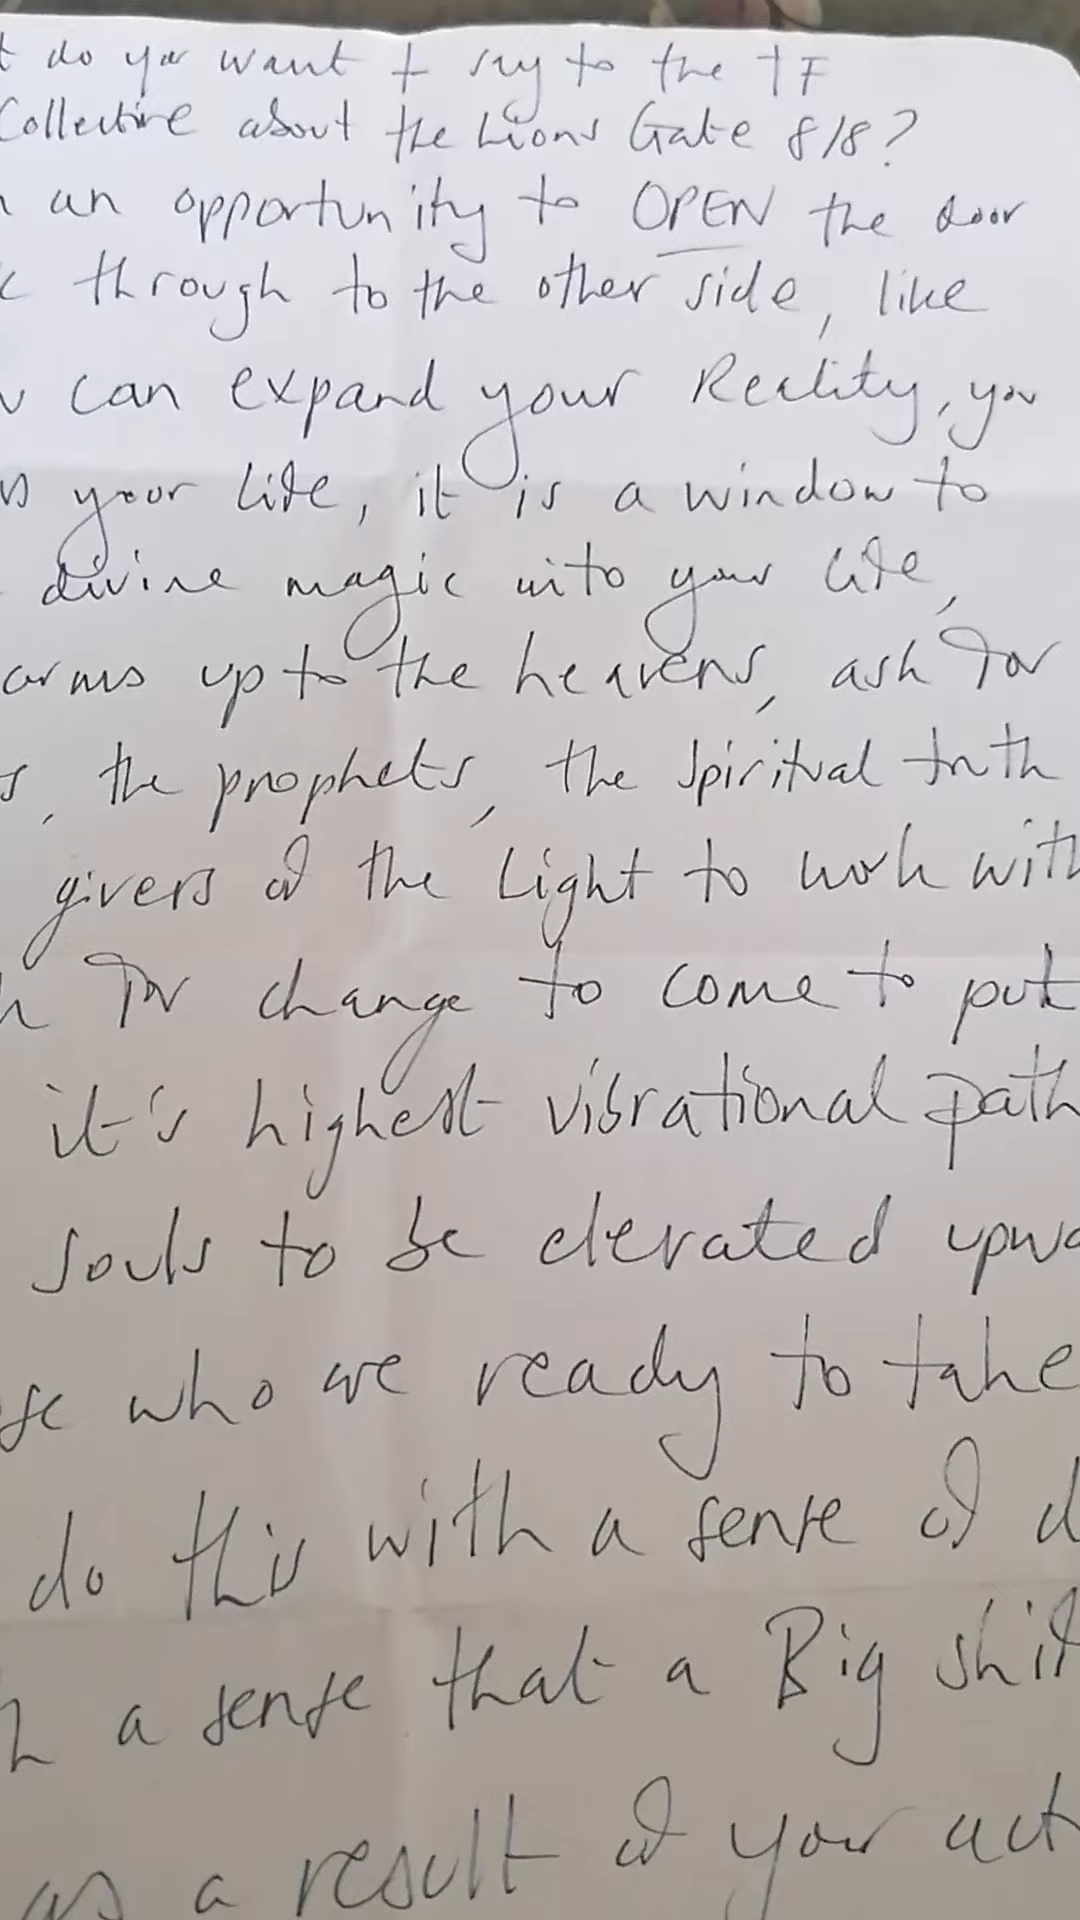 do you want to say to the TF
Collective about the Lions Gate 8/8?
an opportunity to OPEN the door
through to the other side, like
can expand your Reality, you
your life, it is a window to
divine magic into your life,
arms up to the heavens, ask for
, the prophets, the spiritual truth
givers of the Light to work with
for change to come to put
it's highest vibrational path
souls to be elevated upwa
who are ready to take
do this with a sense of d
a sense that a Big shif
as a result of your act